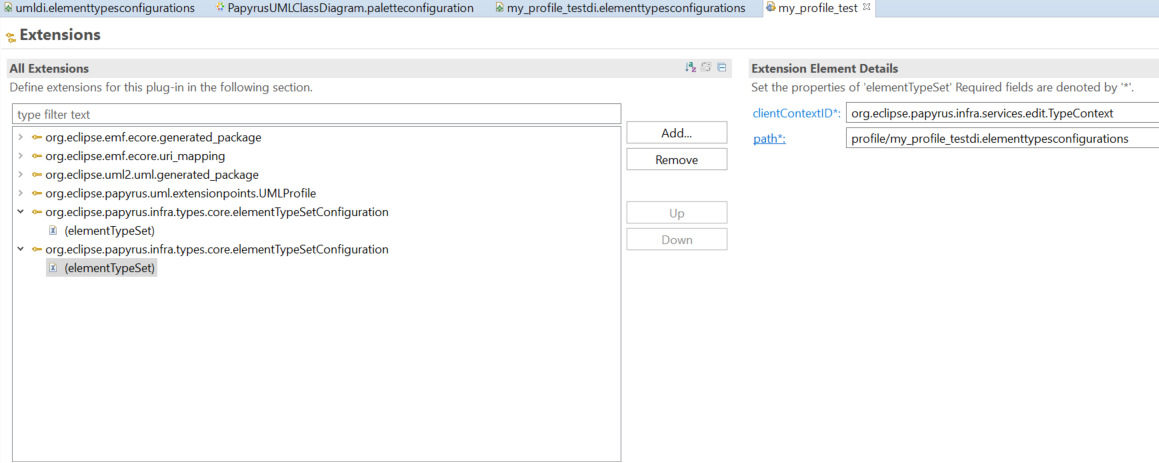 umldi.elementtypesconfigurations PapyrusUMLClassDiagram.paletteconfiguration my_profile_testdi.elementtypesconfigurations my_profile_test
Extensions
All Extensions
Define extensions for this plug-in in the following section.
type filter text
org.eclipse.emf.ecore.generated_package
org.eclipse.emf.ecore.uri_mapping
org.eclipse.uml2.uml.generated_package
org.eclipse.papyrus.uml.extensionpoints.UMLProfile
org.eclipse.papyrus.infra.types.core.elementTypeSetConfiguration
(elementTypeSet)
org.eclipse.papyrus.infra.types.core.elementTypeSetConfiguration
(elementTypeSet)
Add...
Remove
Up
Down
Extension Element Details
Set the properties of 'elementTypeSet' Required fields are denoted by '*'.
clientContextID*: org.eclipse.papyrus.infra.services.edit.TypeContext
path*: profile/my_profile_testdi.elementtypesconfigurations